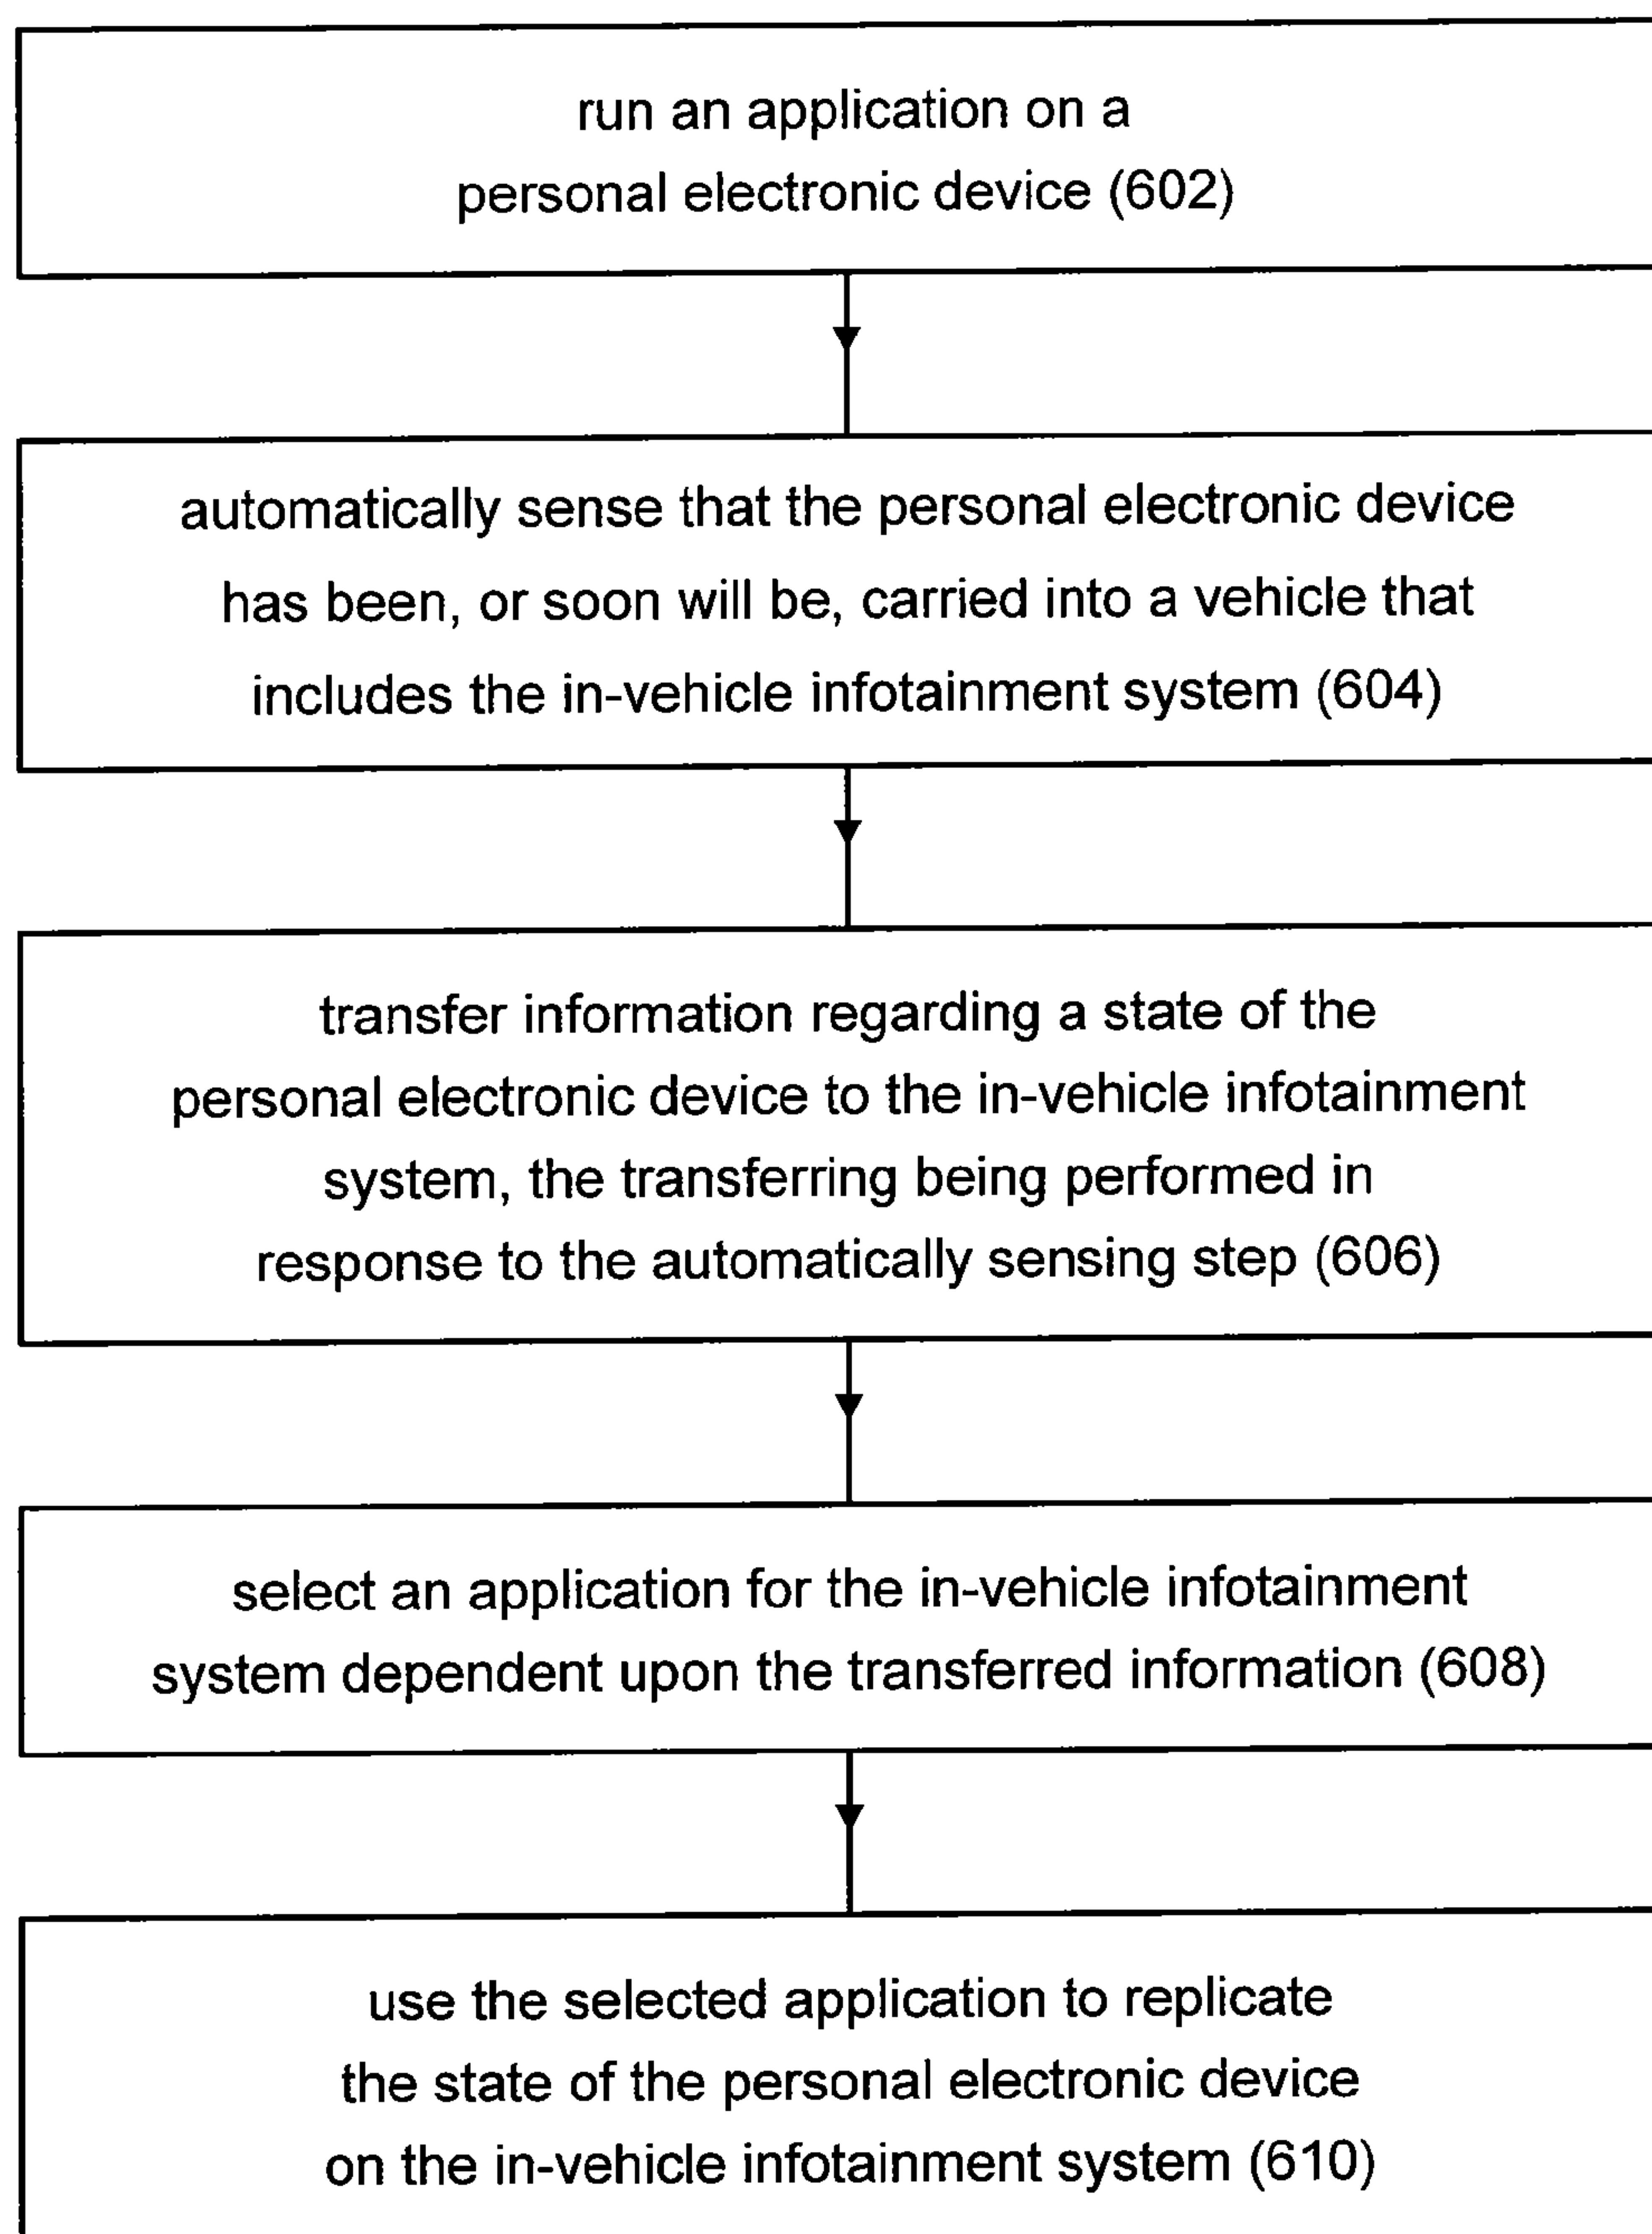 run an application on a
personal electronic device (602)
automatically sense that the personal electronic device
has been, or soon will be, carried into a vehicle that
includes the in-vehicle infotainment system (604)
transfer information regarding a state of the
personal electronic device to the in-vehicle infotainment
system, the transferring being performed in
response to the automatically sensing step (606)
select an application for the in-vehicle infotainment
system dependent upon the transferred information (608)
use the selected application to replicate
the state of the personal electronic device
on the in-vehicle infotainment system (610)